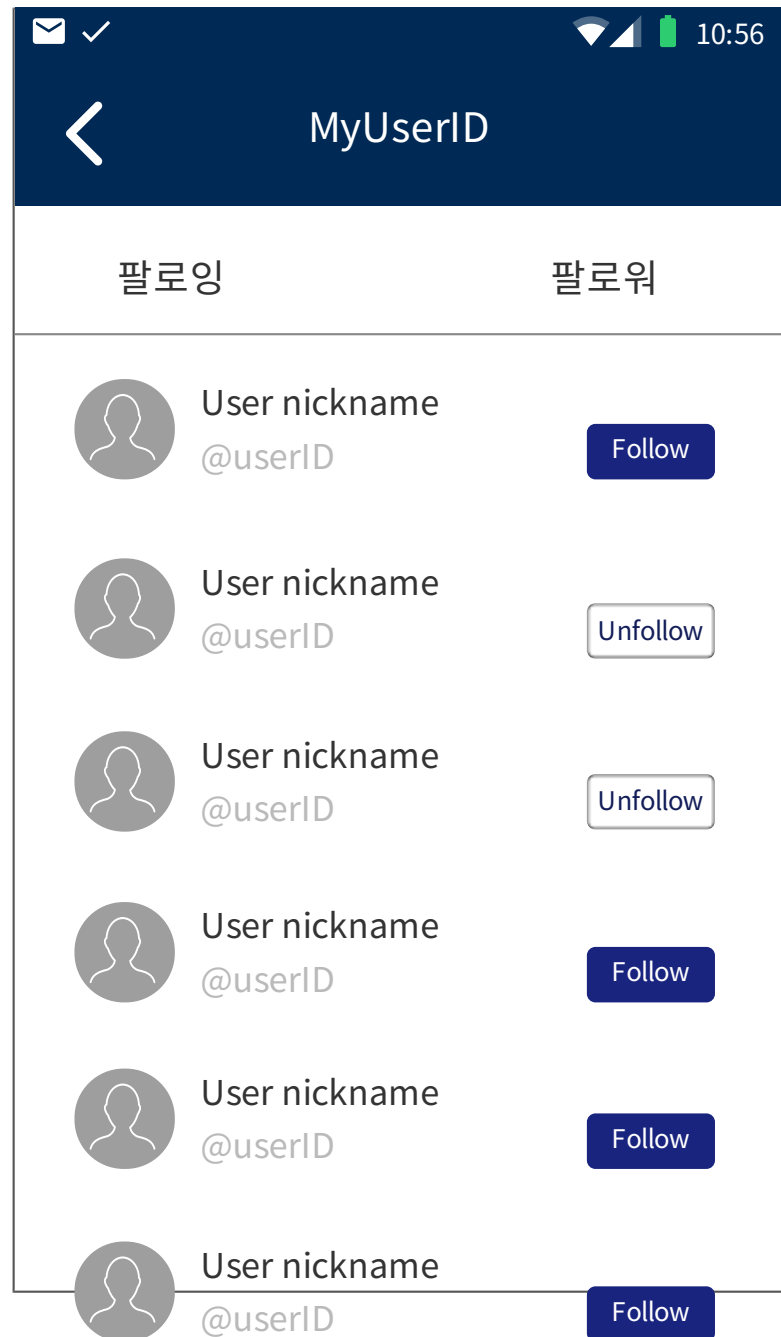 10:56
MyUserID
팔로잉 팔로워
User nickname
@userID
Follow
User nickname
@userID
Unfollow
User nickname
@userID
Unfollow
User nickname
@userID
Follow
User nickname
@userID
Follow
User nickname
@userID
Follow